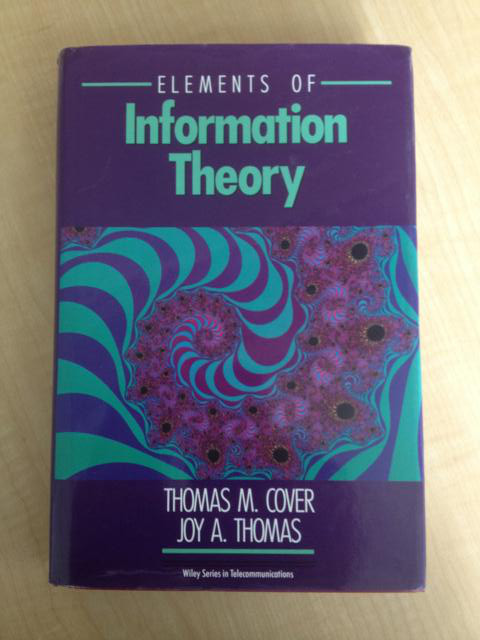 ELEMENTS OF
Information
Theory
THOMAS M. COVER
JOY A. THOMAS
Wiley Series in Telecommunications